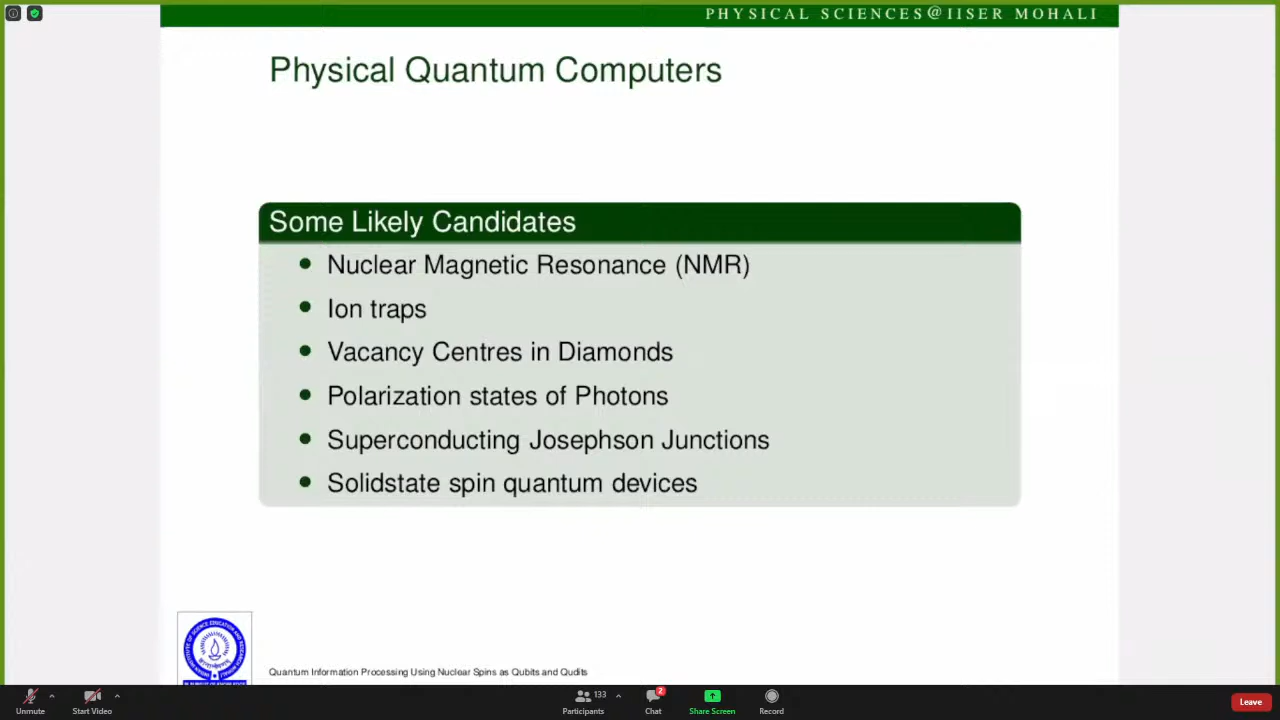 PHYSICAL SCIENCES@IISER MOHALI
Physical Quantum Computers
Some Likely Candidates
Nuclear Magnetic Resonance (NMR)
Ion traps
Vacancy Centres in Diamonds
Polarization states of Photons
Superconducting Josephson Junctions
Solidstate spin quantum devices
Quantum Information Processing Using Nuclear Spins as Qubits and Qudits
Unmute
Start Video
133
Participants
2
Chat
Share Screen
Record
Leave